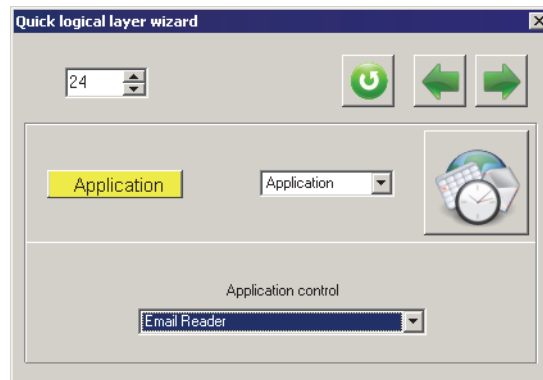 Quick logical layer wizard
24
Application
Application
Application control
Email Reader